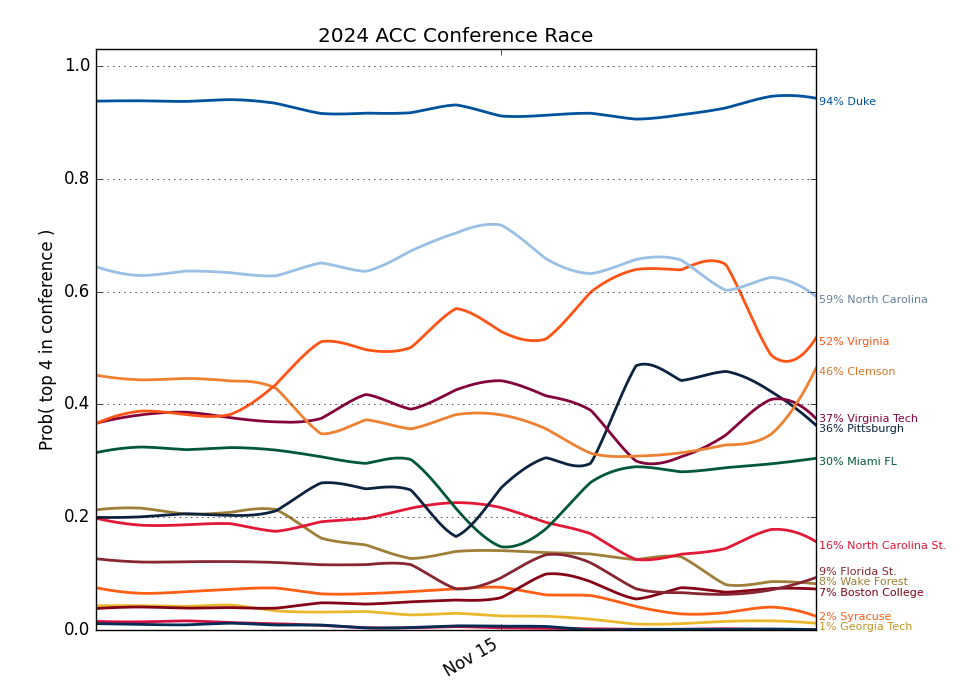 2024 ACC Conference Race
Prob( top 4 in conference )
1.0
0.8
0.6
0.4
0.2
0.0
Nov 15
94% Duke
59% North Carolina
52% Virginia
46% Clemson
37% Virginia Tech
36% Pittsburgh
30% Miami FL
16% North Carolina St.
9% Florida St.
8% Wake Forest
7% Boston College
2% Syracuse
1% Georgia Tech